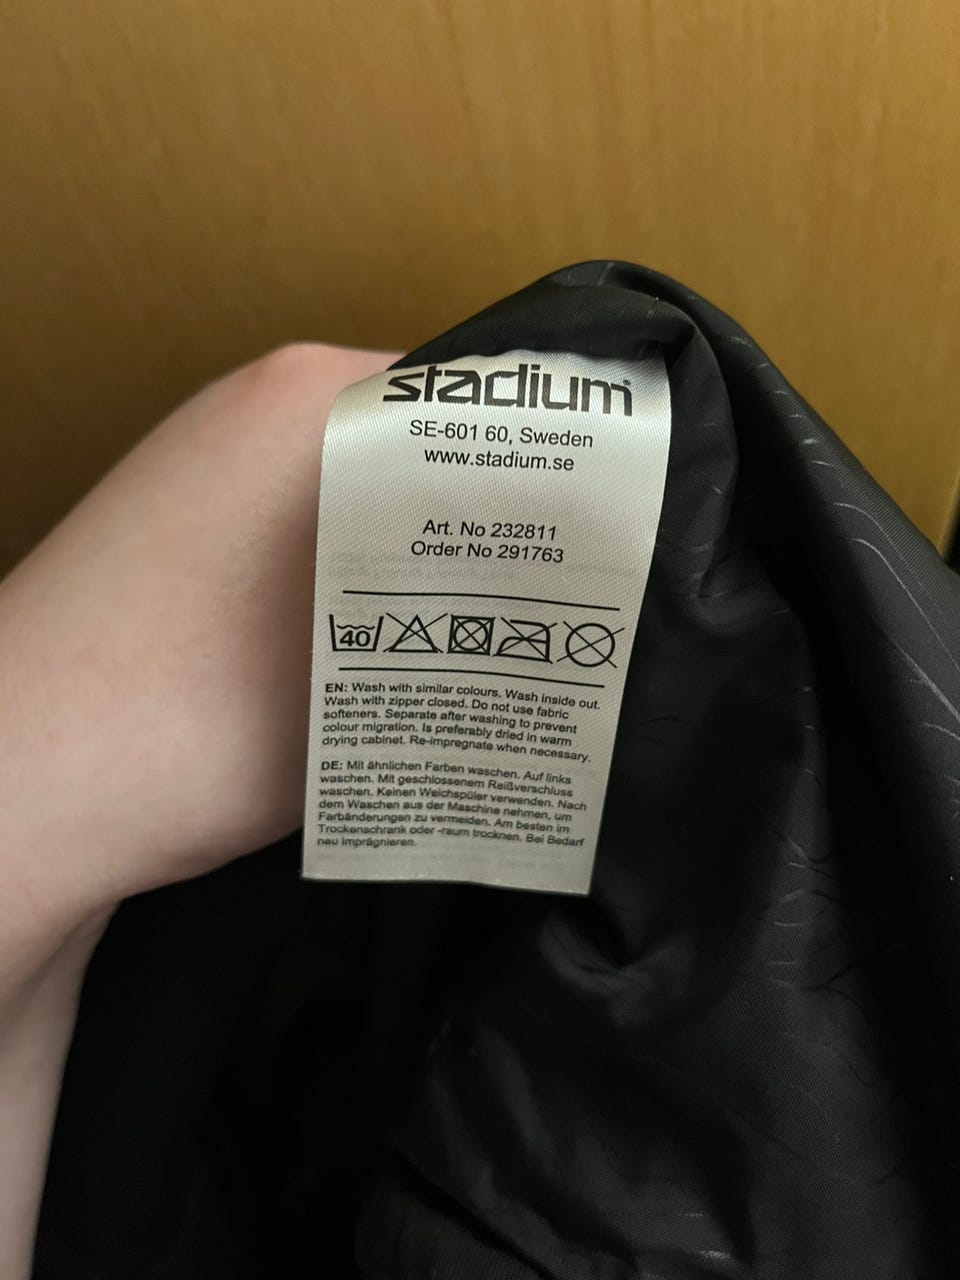 stadium
SE-601 60, Sweden
www.stadium.se
Art. No 232811
Order No 291763
40
EN: Wash with similar colours. Wash inside out.
Wash with zipper closed. Do not use fabric
softeners. Separate after washing to prevent
colour migration. Is preferably dried in warm
drying cabinet. Re-impregnate when necessary.
DE: Mit ähnlichen Farben waschen. Auf links
waschen. Mit geschlossenem Reißverschluss
waschen. Keinen Weichspüler verwenden. Nach
dem Waschen aus der Maschine nehmen, um
Farbänderungen zu vermeiden. Am besten im
Trockenschrank oder -raum trocknen. Bei Bedarf
neu imprägnieren.